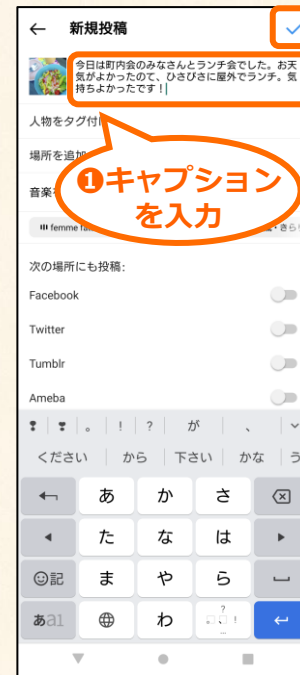 新規投稿
今日は町内会のみなさんとランチ会でした。お天
気がよかったので、ひさびさに屋外でランチ。気
持ちよかったです！
人物をタグ付け
場所を追加
音楽
❶キャプション
を入力
femme fa
きら
次の場所にも投稿:
Facebook
Twitter
Tumblr
Ameba
❢ ❣ 。 ! ? が 、
ください から 下さい かな う
あ か さ
た な は
☺記 ま や ら
あa1 わ 。、?!…